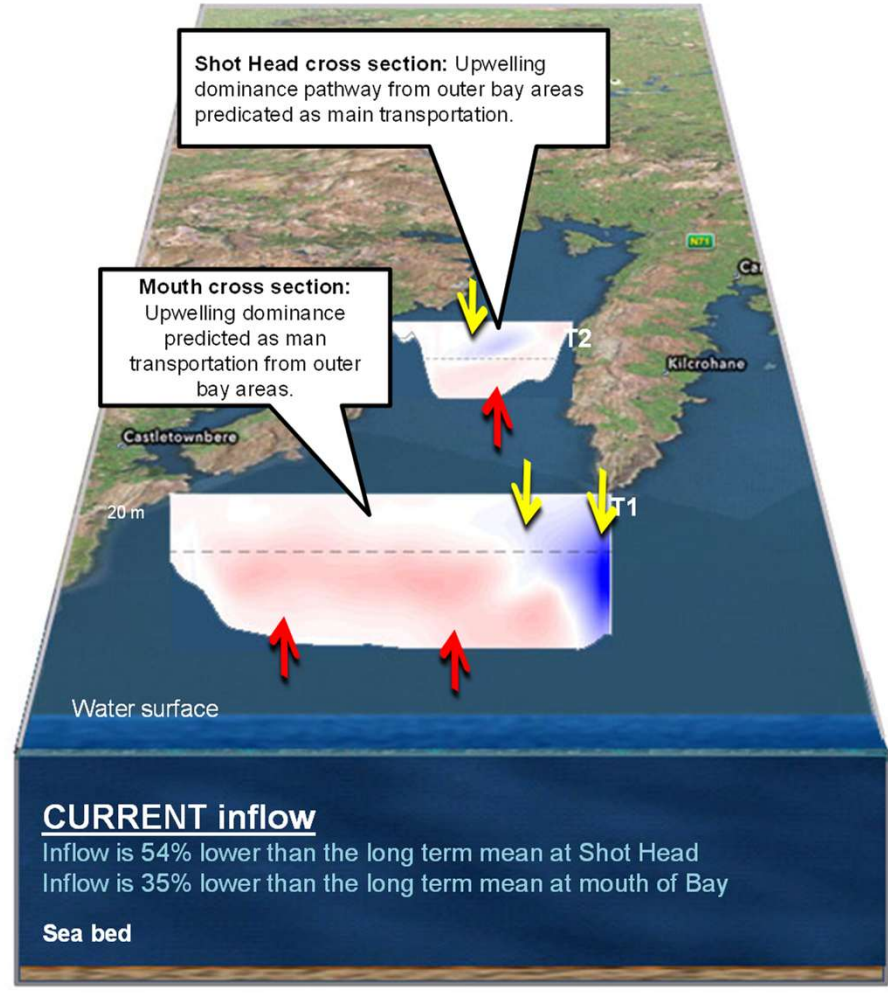 Shot Head cross section: Upwelling
dominance pathway from outer bay areas
predicated as main transportation.
N71
Mouth cross section:
Upwelling dominance
predicted as man
transportation from outer
bay areas.
T2
Kilcrohane
Castletownbere
20 m
T1
Water surface
CURRENT inflow
Inflow is 54% lower than the long term mean at Shot Head
Inflow is 35% lower than the long term mean at mouth of Bay
Sea bed